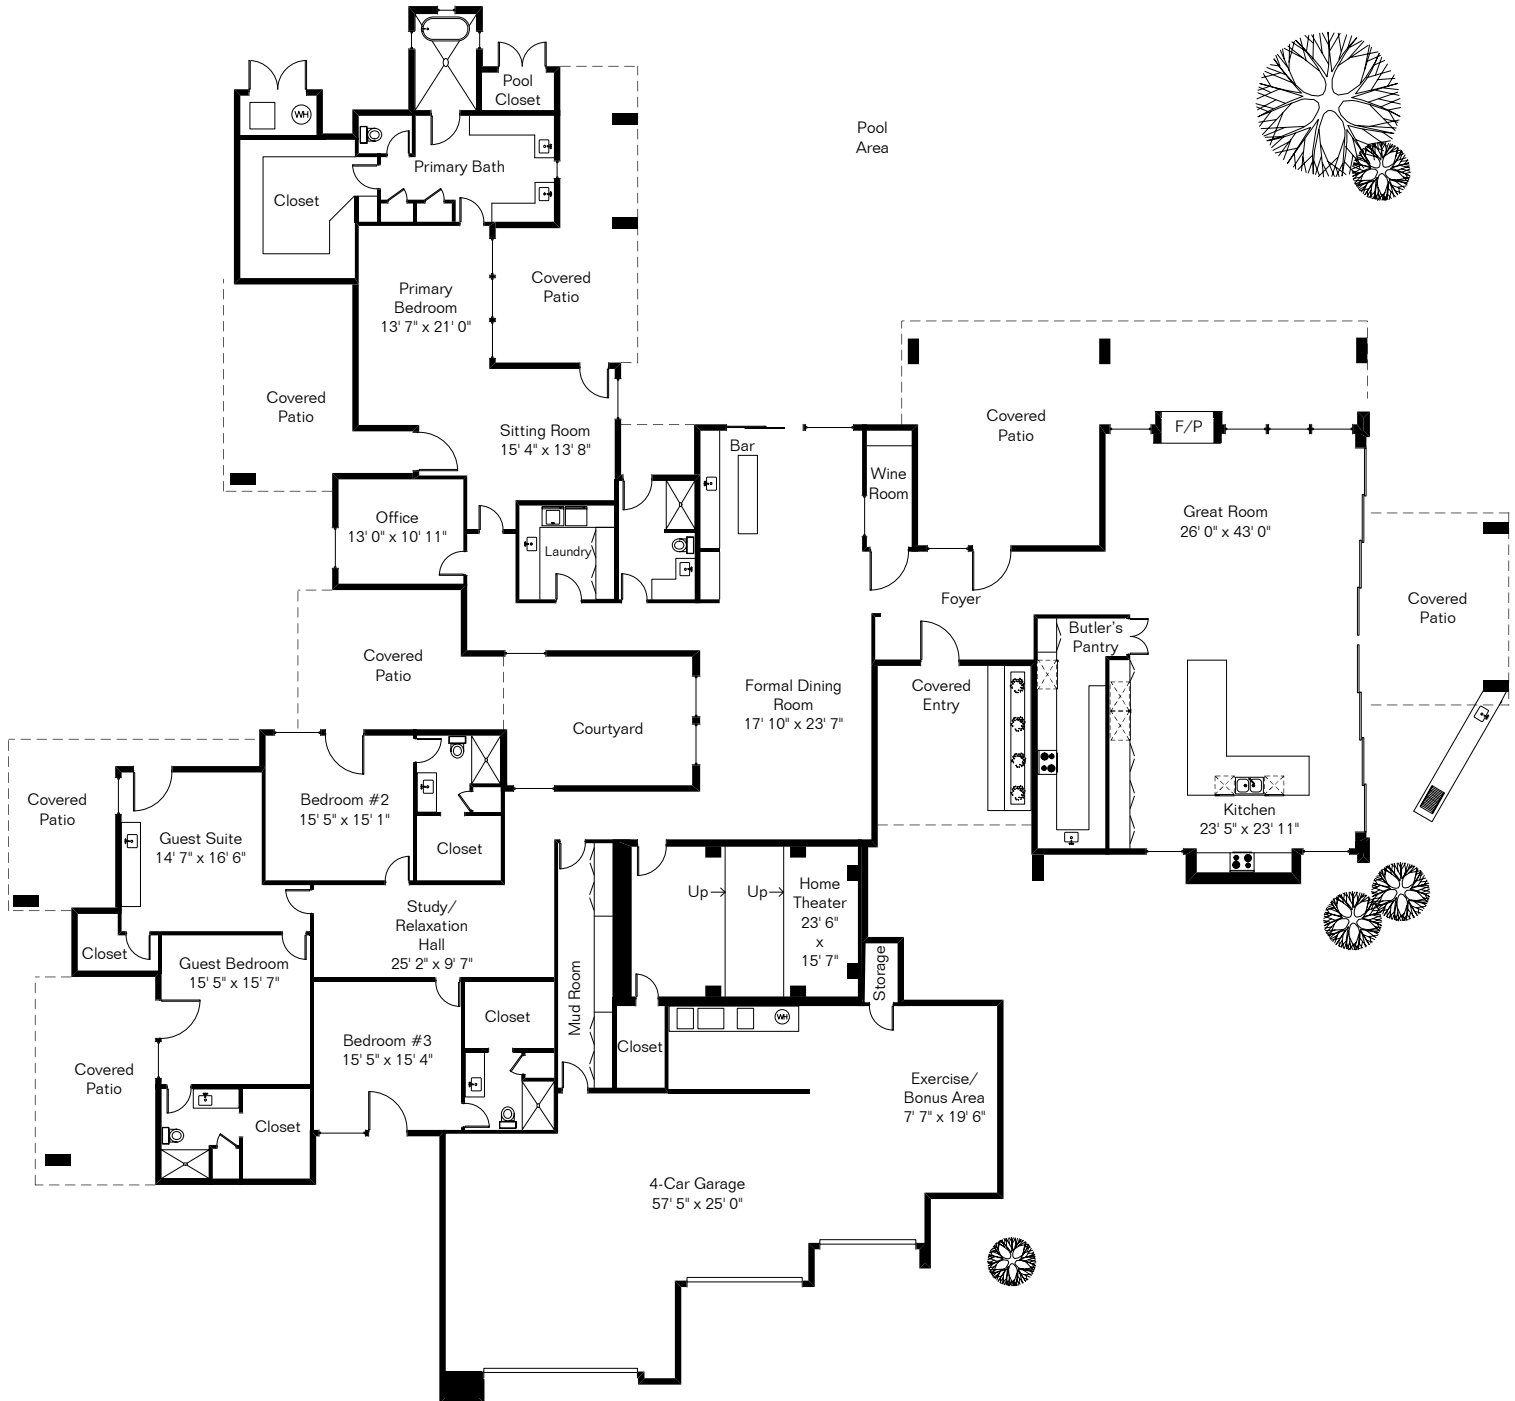 Pool
Closet
WH
Pool
Area
Primary Bath
Closet
Primary
Bedroom
13' 7" x 21' 0"
Covered
Patio
Covered
Patio
Sitting Room
15' 4" x 13' 8"
Bar
Wine
Room
Covered
Patio
F/P
Great Room
26' 0" x 43' 0"
Office
13' 0" x 10' 11"
Laundry
Foyer
Covered
Patio
Butler's
Pantry
Covered
Patio
Formal Dining
Room
17' 10" x 23' 7"
Covered
Entry
Courtyard
Covered
Patio
Bedroom #2
15' 5" x 15' 1"
Kitchen
23' 5" x 23' 11"
Guest Suite
14' 7" x 16' 6"
Closet
Up
Up
Home
Theater
23' 6"
x
15' 7"
Study/
Relaxation
Hall
25' 2" x 9' 7"
Closet
Guest Bedroom
15' 5" x 15' 7"
Storage
Mud Room
Closet
WH
Bedroom #3
15' 5" x 15' 4"
Closet
Covered
Patio
Exercise/
Bonus Area
7' 7" x 19' 6"
Closet
4-Car Garage
57' 5" x 25' 0"